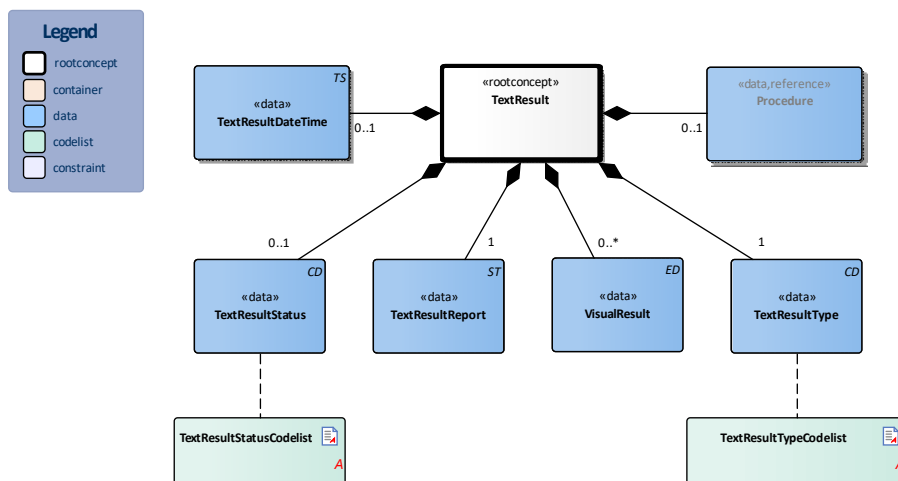 Legend
rootconcept
container
data
codelist
constraint
TS
«data»
TextResultDateTime
0..1
«rootconcept»
TextResult
«data,reference»
Procedure
0..1
0..1
1
0..*
1
CD
«data»
TextResultStatus
ST
«data»
TextResultReport
ED
«data»
VisualResult
CD
«data»
TextResultType
TextResultStatusCodelist
A
TextResultTypeCodelist
A